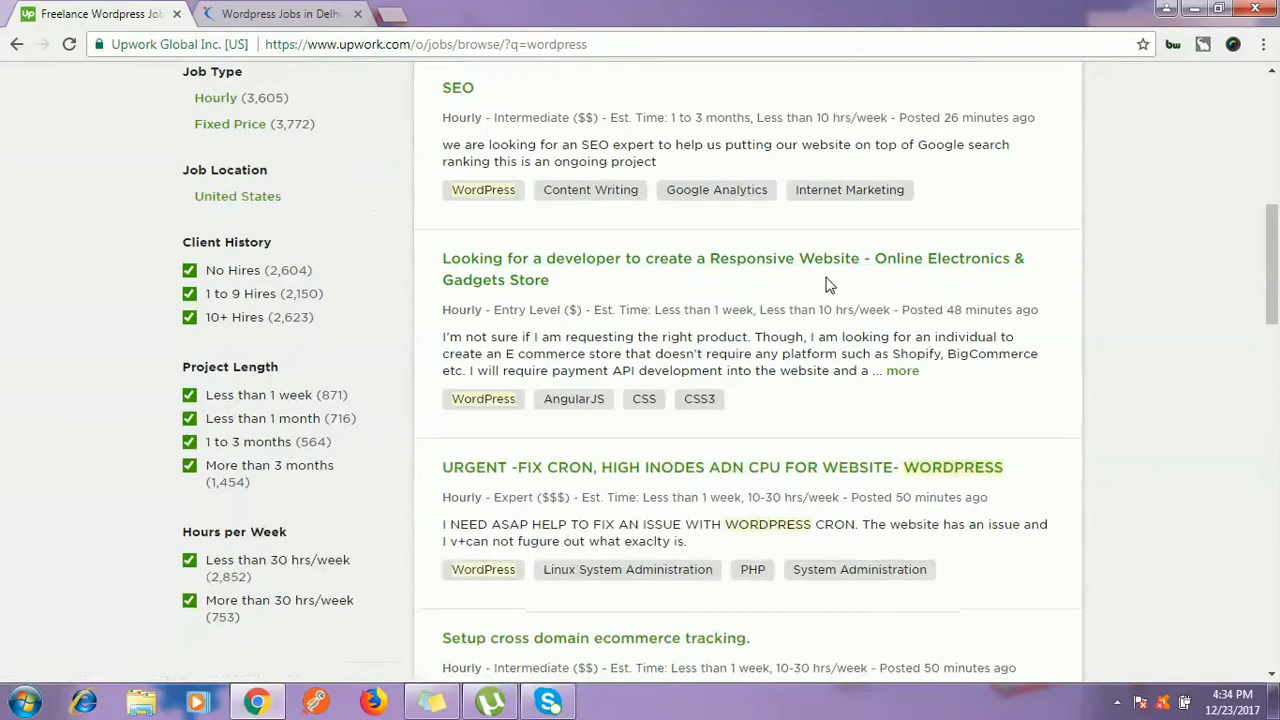 Freelance Wordpress Job
Wordpress Jobs in Delhi
Upwork Global Inc. [US]
https://www.upwork.com/o/jobs/browse/?q=wordpress
bw
Job Type
Hourly (3,605)
Fixed Price (3,772)
Job Location
United States
Client History
No Hires (2,604)
1 to 9 Hires (2,150)
10+ Hires (2,623)
Project Length
Less than 1 week (871)
Less than 1 month (716)
1 to 3 months (564)
More than 3 months
(1,454)
Hours per Week
Less than 30 hrs/week
(2,852)
More than 30 hrs/week
(753)
SEO
Hourly - Intermediate ($$) - Est. Time: 1 to 3 months, Less than 10 hrs/week - Posted 26 minutes ago
we are looking for an SEO expert to help us putting our website on top of Google search
ranking this is an ongoing project
WordPress Content Writing Google Analytics Internet Marketing
Looking for a developer to create a Responsive Website - Online Electronics &
Gadgets Store
Hourly - Entry Level ($) - Est. Time: Less than 1 week, Less than 10 hrs/week - Posted 48 minutes ago
I'm not sure if I am requesting the right product. Though, I am looking for an individual to
create an E commerce store that doesn't require any platform such as Shopify, BigCommerce
etc. I will require payment API development into the website and a ... more
WordPress AngularJS CSS CSS3
URGENT -FIX CRON, HIGH INODES ADN CPU FOR WEBSITE- WORDPRESS
Hourly - Expert ($$$) - Est. Time: Less than 1 week, 10-30 hrs/week - Posted 50 minutes ago
I NEED ASAP HELP TO FIX AN ISSUE WITH WORDPRESS CRON. The website has an issue and
I v+can not fugure out what exaclty is.
WordPress Linux System Administration PHP System Administration
Setup cross domain ecommerce tracking.
Hourly - Intermediate ($$) - Est. Time: Less than 1 week, 10-30 hrs/week - Posted 50 minutes ago
4:34 PM
12/23/2017